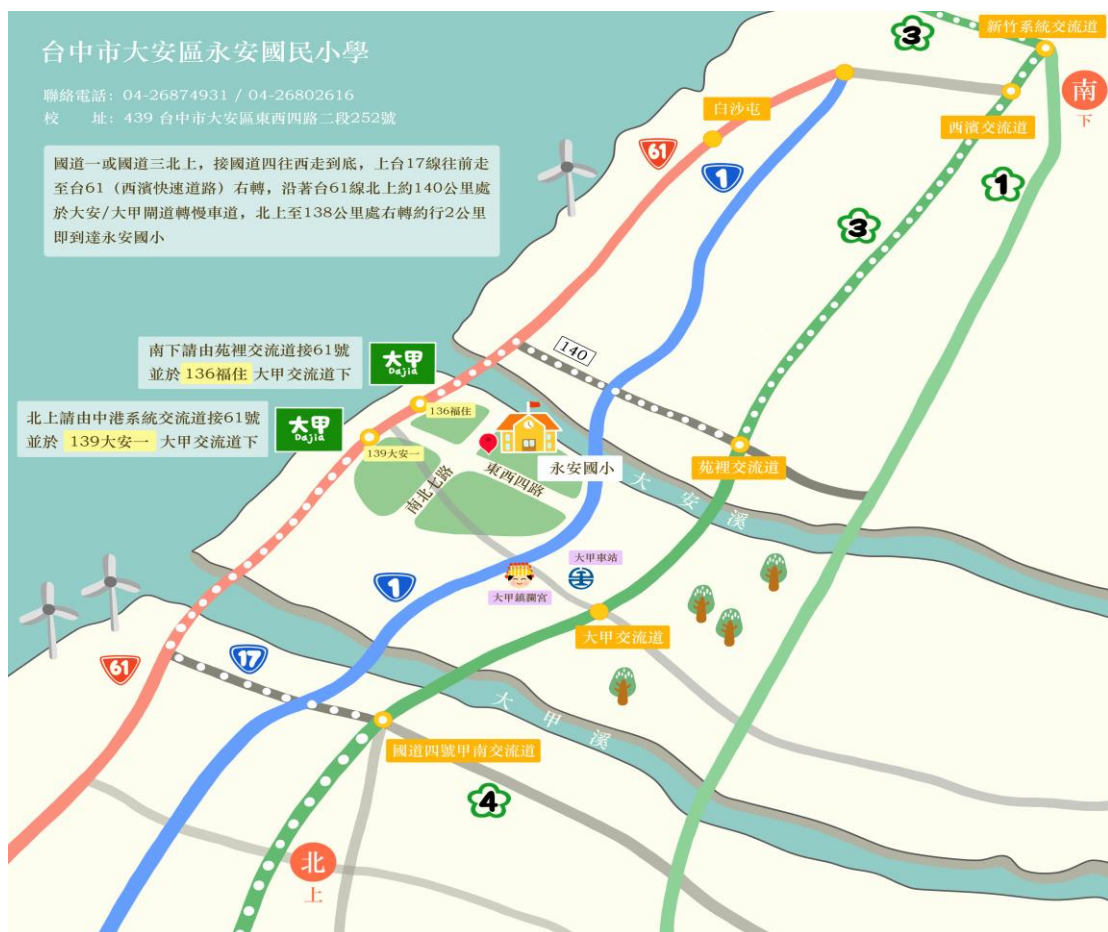 台中市大安區永安國民小學
聯絡電話: 04-26874931 / 04-26802616
校 址: 439 台中市大安區東西四路二段252號
國道一或國道三北上，接國道四往西走到底，上台17線往前走
至台61（西濱快速道路）右轉，沿著台61線北上約140公里處
於大安/大甲閘道轉慢車道，北上至138公里處右轉約行2公里
即到達永安國小
3
新竹系統交流道
南
下
白沙屯
西濱交流道
61
1
1
3
南下請由苑裡交流道接61號
並於 136福住 大甲交流道下
大甲
Dajia
140
北上請由中港系統交流道接61號
並於 139大安一 大甲交流道下
大甲
Dajia
136福住
139大安一
永安國小
苑裡交流道
東西四路
南北七路
大安溪
1
大甲車站
大甲鎮瀾宮
大甲交流道
61
17
大甲溪
國道四號甲南交流道
4
北
上